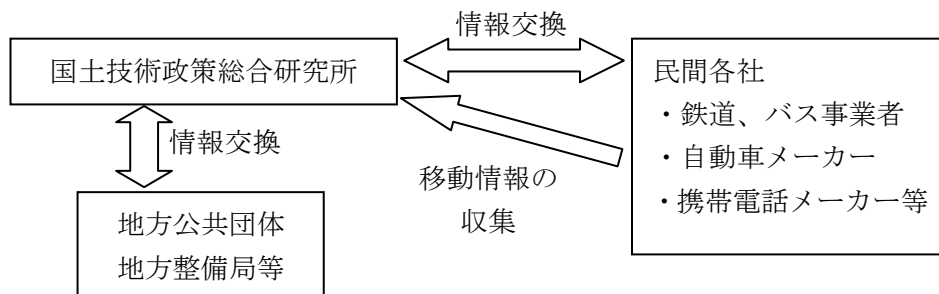 情報交換
国土技術政策総合研究所
民間各社
・鉄道、バス事業者
・自動車メーカー
・携帯電話メーカー等
情報交換
移動情報の
収集
地方公共団体
地方整備局等